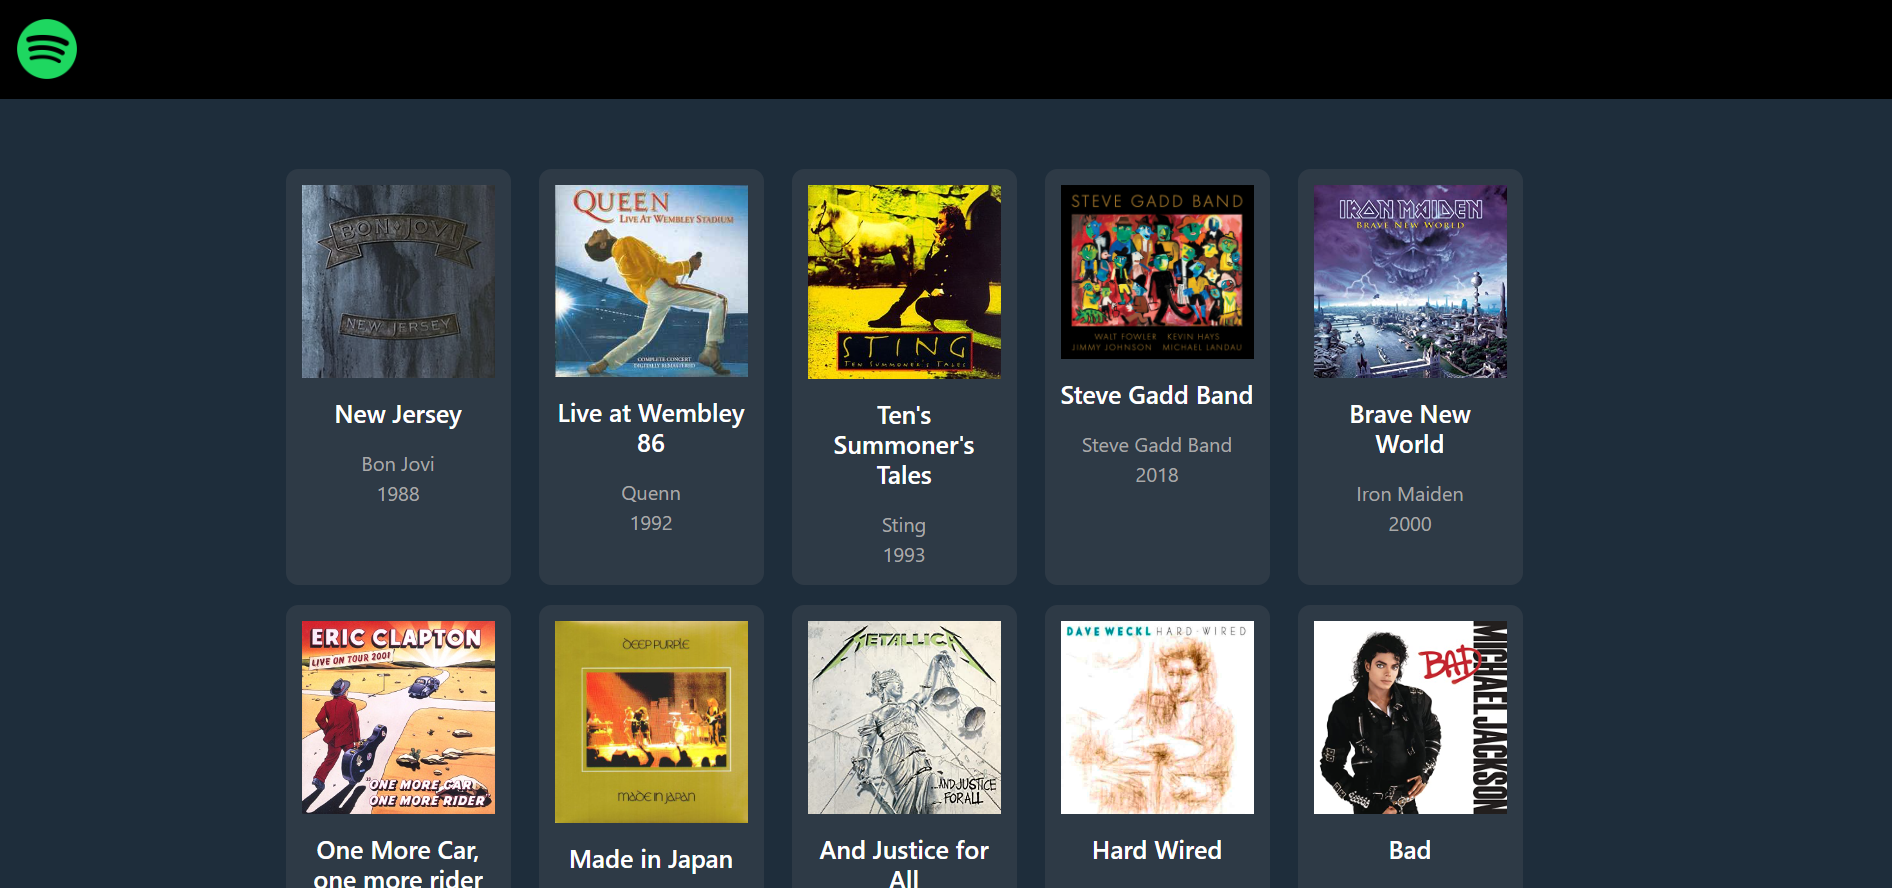 BON JOVI
NEW JERSEY
New Jersey
Bon Jovi
1988
QUEEN
LIVE AT WEMBLEY STADIUM
COMPLETE CONCERT
DIGITALLY REMASTERED
Live at Wembley
86
Quenn
1992
STING
TEN SUMMONER'S TALES
Ten's
Summoner's
Tales
Sting
1993
STEVE GADD BAND
WALT FOWLER KEVIN HAYS
JIMMY JOHNSON MICHAEL LANDAU
Steve Gadd Band
Steve Gadd Band
2018
IRON MAIDEN
BRAVE NEW WORLD
Brave New
World
Iron Maiden
2000
ERIC CLAPTON
LIVE ON TOUR 2001
"ONE MORE CAR
ONE MORE RIDER
One More Car,
one more rider
DEEP PURPLE
MADE IN JAPAN
Made in Japan
METALLICA
...AND JUSTICE
FOR ALL
And Justice for
All
DAVE WECKL HARD-WIRED
Hard Wired
BAD
MICHAEL JACKSON
Bad